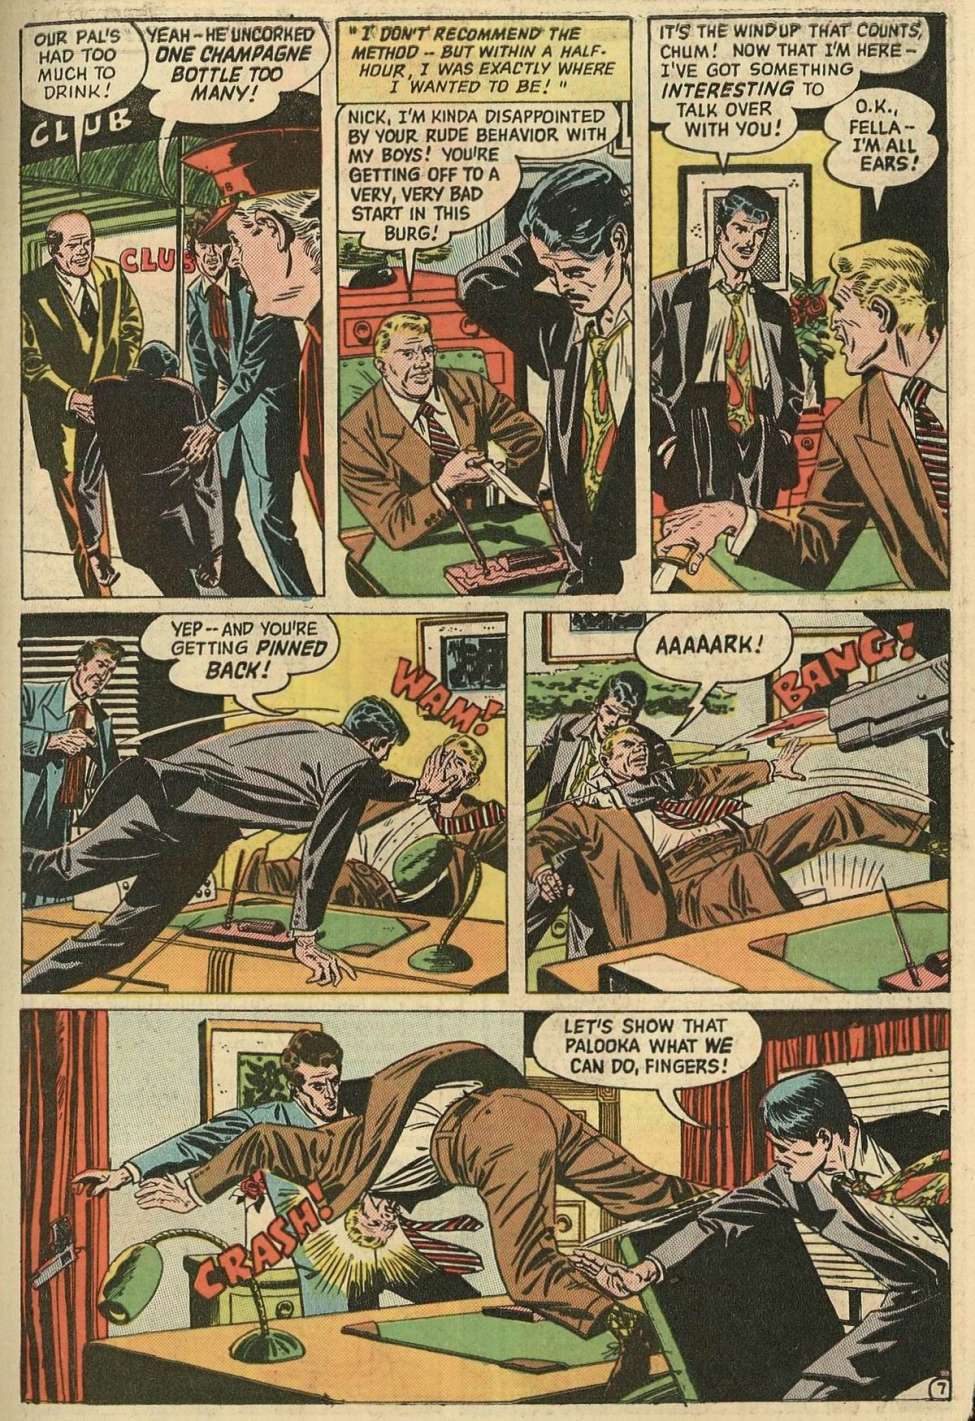 OUR PAL'S
HAD TOO
MUCH TO
DRINK!
YEAH - HE UNCORKED
ONE CHAMPAGNE
BOTTLE TOO
MANY!
CLUB
B
CLUB
"I DON'T RECOMMEND THE
METHOD -- BUT WITHIN A HALF-
HOUR, I WAS EXACTLY WHERE
I WANTED TO BE!"
NICK, I'M KINDA DISAPPOINTED
BY YOUR RUDE BEHAVIOR WITH
MY BOYS! YOU'RE
GETTING OFF TO A
VERY, VERY BAD
START IN THIS
BURG!
IT'S THE WINDUP THAT COUNTS,
CHUM! NOW THAT I'M HERE -
I'VE GOT SOMETHING
INTERESTING TO
TALK OVER
WITH YOU!
O.K.,
FELLA -
I'M ALL
EARS!
YEP -- AND YOU'RE
GETTING PINNED
BACK!
WAM!
AAAAARK!
BANG!
LET'S SHOW THAT
PALOOKA WHAT WE
CAN DO, FINGERS!
CRASH!
7